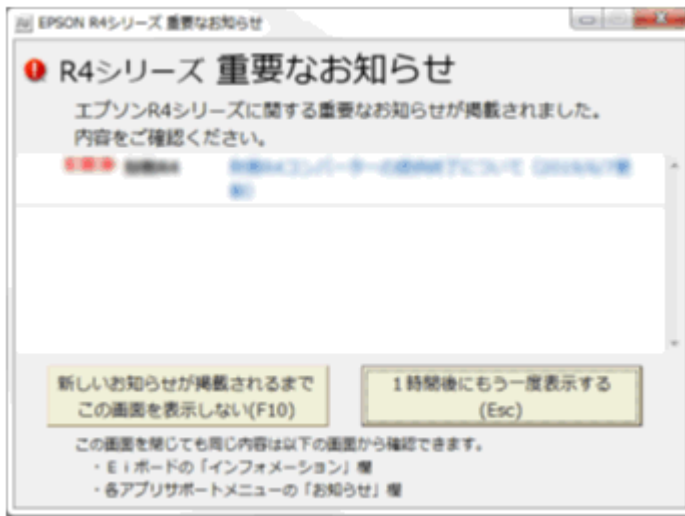 EPSON R4シリーズ 重要なお知らせ
R4シリーズ 重要なお知らせ
エプソンR4シリーズに関する重要なお知らせが掲載されました。
内容をご確認ください。
新しいお知らせが掲載されるまで
この画面を表示しない(F10)
1時間後にもう一度表示する
(Esc)
この画面を閉じても同じ内容は以下の画面から確認できます。
・Eiボードの「インフォメーション」欄
・各アプリサポートメニューの「お知らせ」欄